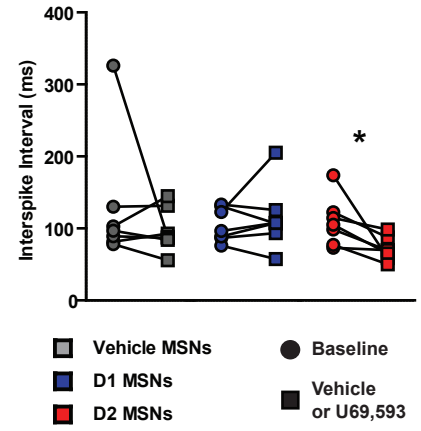 400
300
200
100
0
Interspike Interval (ms)
*
Vehicle MSNs
D1 MSNs
D2 MSNs
Baseline
Vehicle
or U69,593